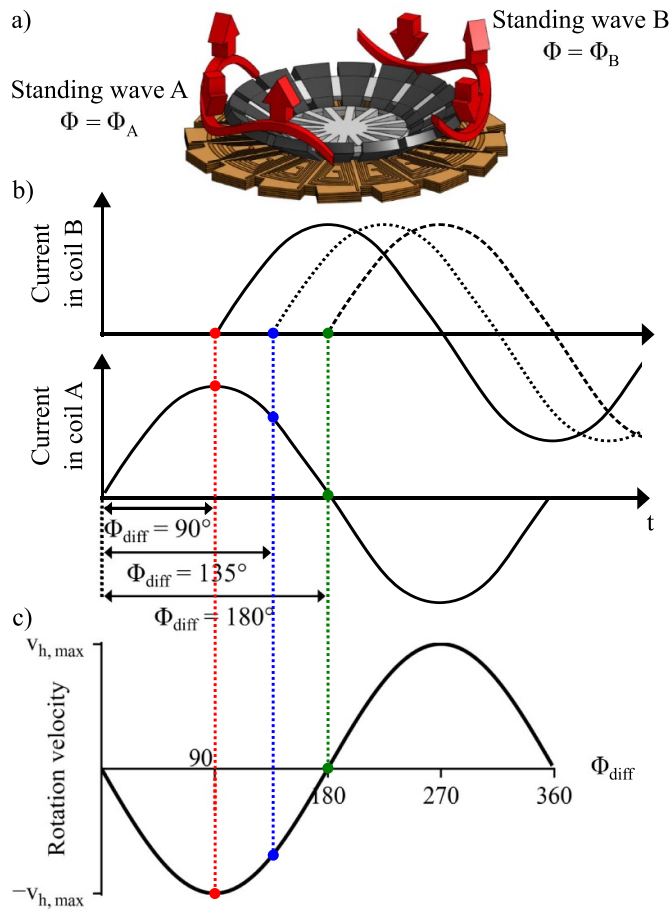 a)
Standing wave B
Φ = Φ_B
Standing wave A
Φ = Φ_A
b)
Current
in coil B
Current
in coil A
t
Φ_diff = 90°
Φ_diff = 135°
Φ_diff = 180°
c)
v_h, max
Rotation velocity
90
180
270
360
Φ_diff
−v_h, max